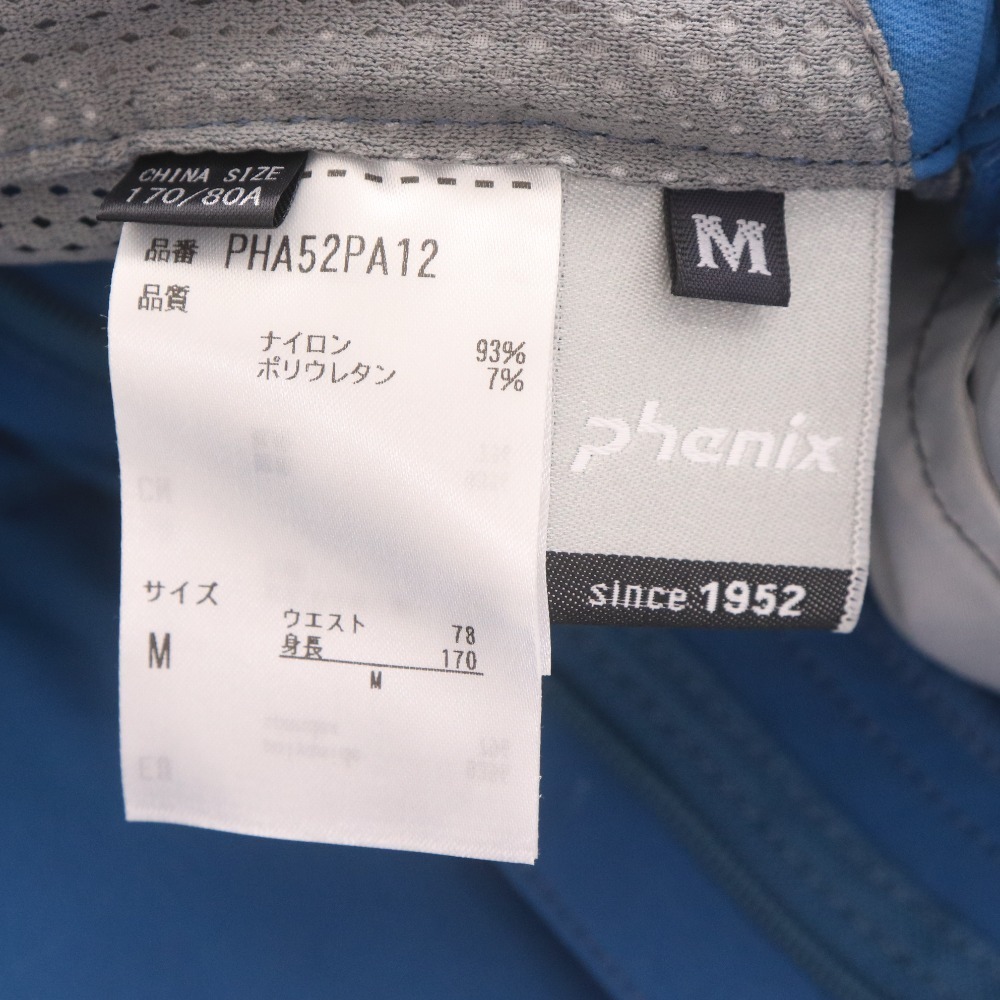 CHINA SIZE
170/80A
品番 PHA52PA12
品質
ナイロン 93%
ポリウレタン 7%
サイズ
M
ウエスト 78
身長 170
M
M
phenix
since 1952